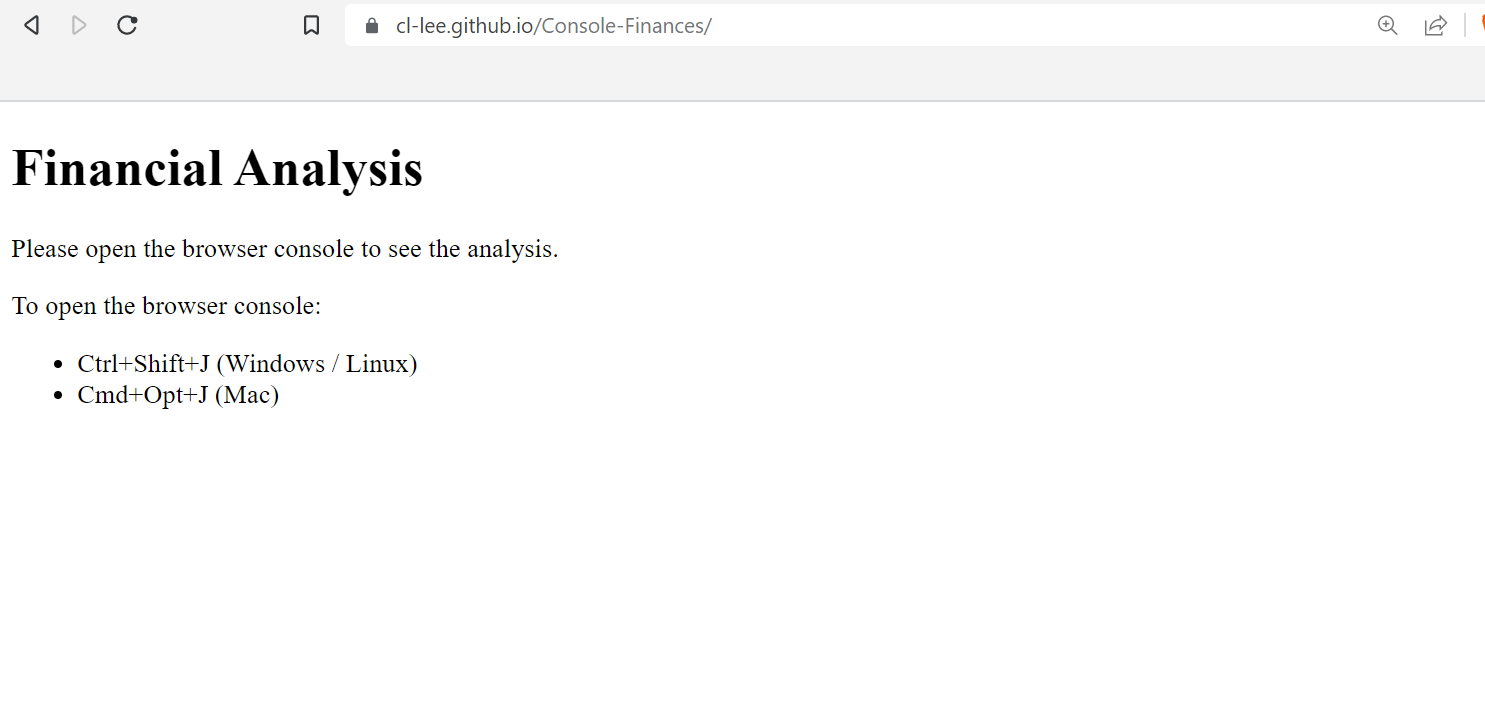 cl-lee.github.io/Console-Finances/
Financial Analysis
Please open the browser console to see the analysis.
To open the browser console:
• Ctrl+Shift+J (Windows / Linux)
• Cmd+Opt+J (Mac)